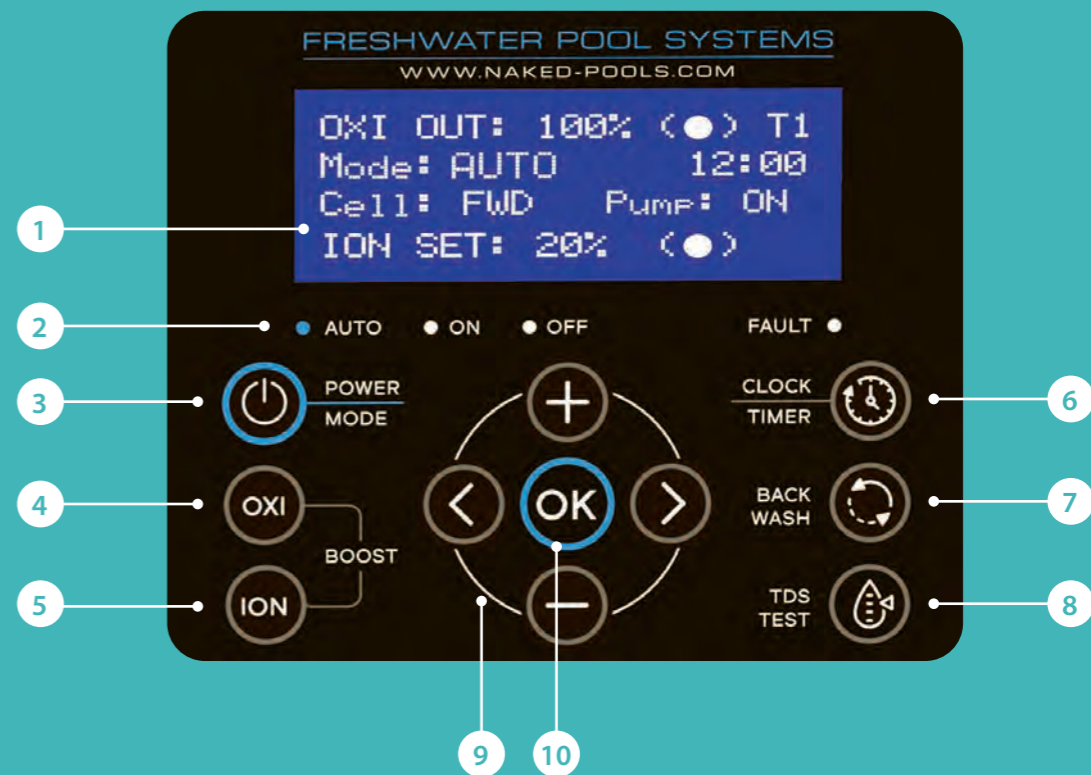 FRESHWATER POOL SYSTEMS
WWW.NAKED-POOLS.COM
OXI OUT: 100% (●) T1
Mode: AUTO 12:00
Cell: FWD Pump: ON
ION SET: 20% (●)
1
2
AUTO ON OFF FAULT
3
POWER
MODE
CLOCK
TIMER
6
4
OXI
BOOST
OK
BACK
WASH
7
5
ION
TDS
TEST
8
9
10